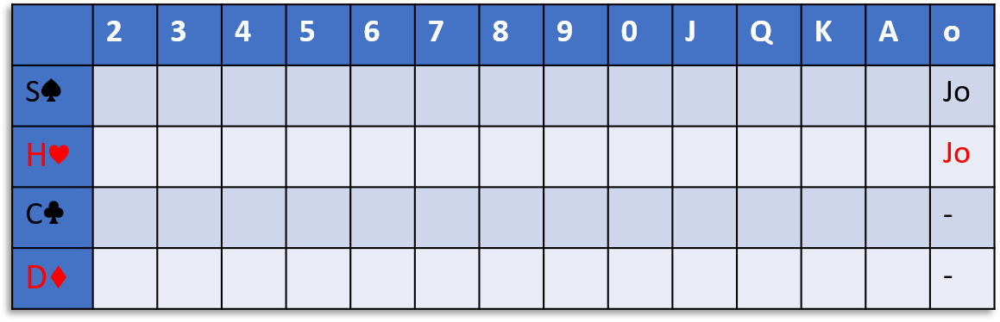 2 3 4 5 6 7 8 9 0 J Q K A o
S♠ Jo
H♥ Jo
C♣ -
D♦ -